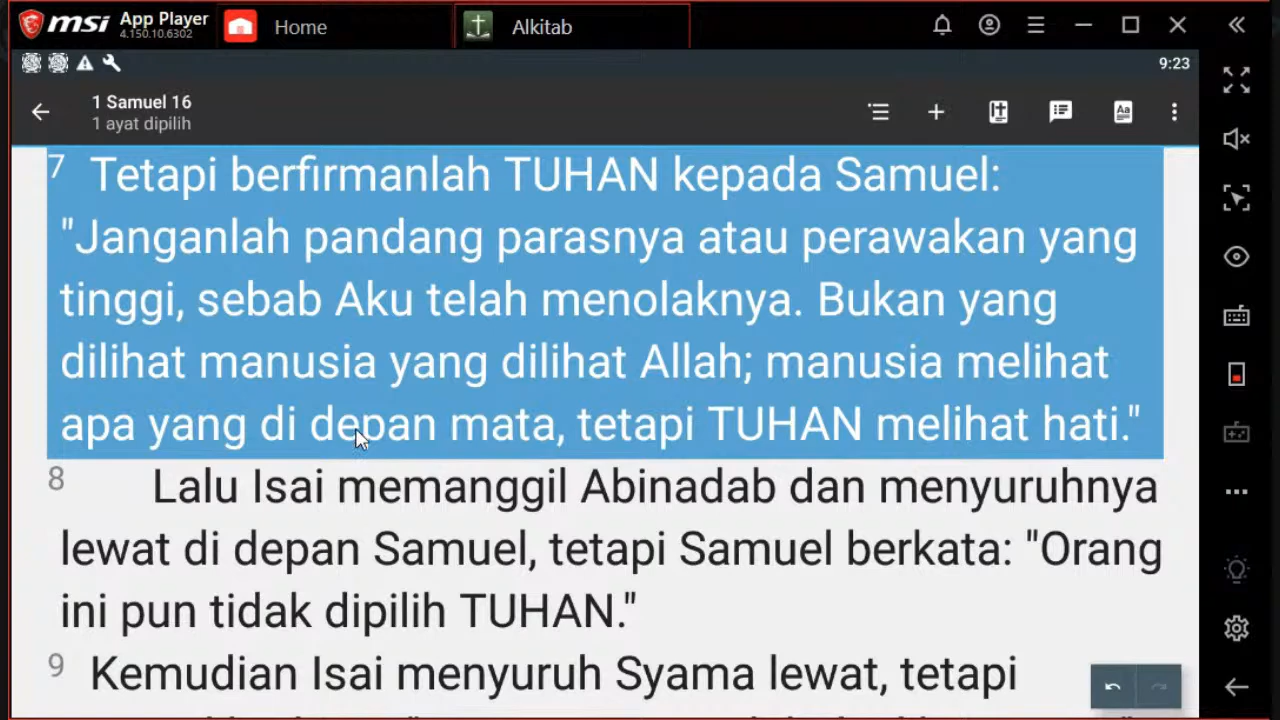 msi App Player
4.150.10.6302
Home
Alkitab
9:23
1 Samuel 16
1 ayat dipilih
7 Tetapi berfirmanlah TUHAN kepada Samuel:
"Janganlah pandang parasnya atau perawakan yang
tinggi, sebab Aku telah menolaknya. Bukan yang
dilihat manusia yang dilihat Allah; manusia melihat
apa yang di depan mata, tetapi TUHAN melihat hati."
8 Lalu Isai memanggil Abinadab dan menyuruhnya
lewat di depan Samuel, tetapi Samuel berkata: "Orang
ini pun tidak dipilih TUHAN."
9 Kemudian Isai menyuruh Syama lewat, tetapi